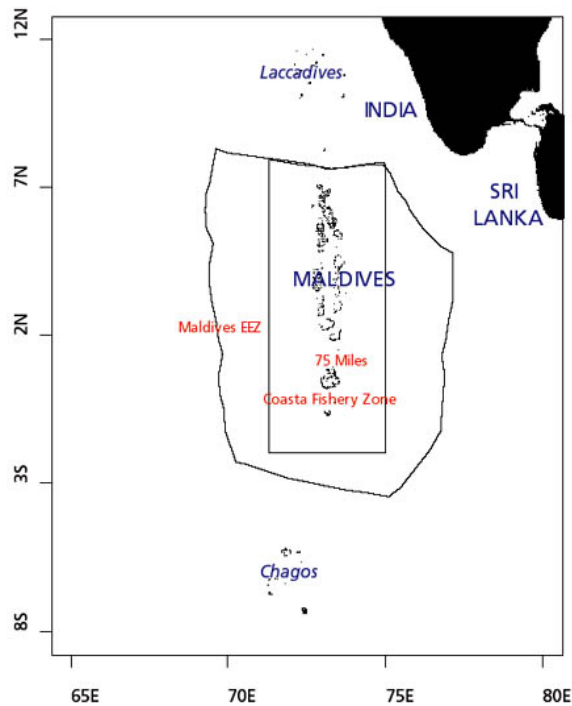 12N
Laccadives
INDIA
7N
SRI
LANKA
MALDIVES
Maldives EEZ
2N
75 Miles
Coasta Fishery Zone
3S
Chagos
8S
65E
70E
75E
80E